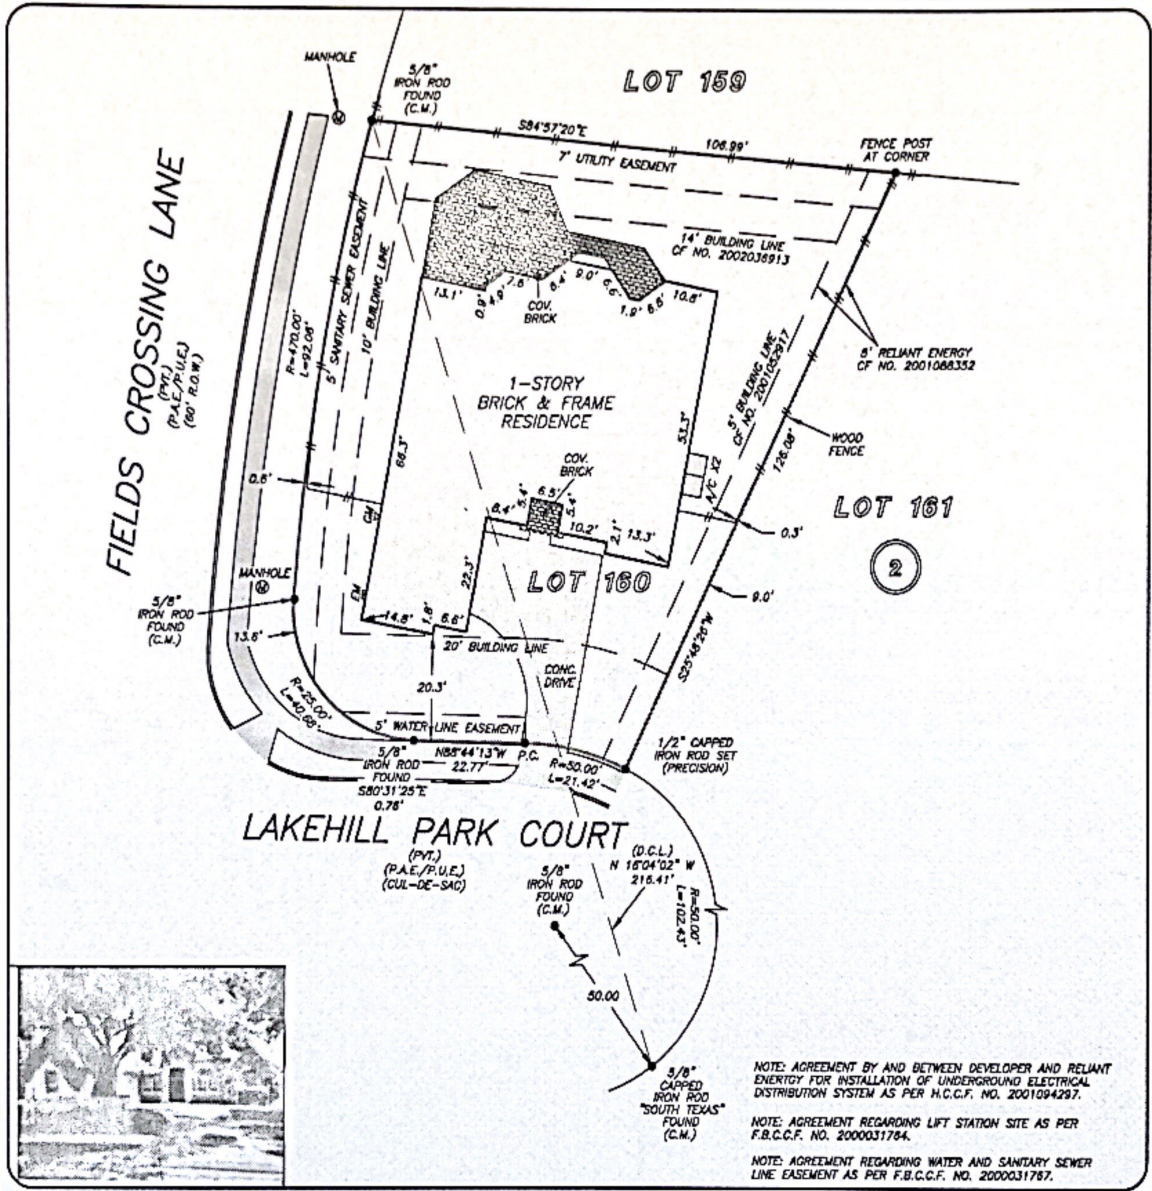 MANHOLE
5/8"
IRON ROD
FOUND
(C.M.)
LOT 159
S84°57'20"E
106.99'
7' UTILITY EASEMENT
FENCE POST
AT CORNER
14' BUILDING LINE
CF NO. 2002036913
FIELDS CROSSING LANE
(PVT.)
(P.A.E./P.U.E.)
(60' R.O.W.)
R=470.00'
L=92.06'
5' SANITARY SEWER EASEMENT
10' BUILDING LINE
13.1'
0.9'
4.9'
7.6'
6.4'
9.0'
6.6'
1.9'
6.6'
10.6'
COV.
BRICK
8' RELIANT ENERGY
CF NO. 2001088352
5' BUILDING LINE
CF NO. 2001052917
1-STORY
BRICK & FRAME
RESIDENCE
66.3'
53.3'
WOOD
FENCE
126.08'
COV.
BRICK
A/C X2
0.6'
GM
6.4'
5.4'
6.5'
5.4'
10.2'
2.1'
13.3'
LOT 161
0.3'
2
MANHOLE
EM
22.3'
LOT 160
9.0'
5/8"
IRON ROD
FOUND
(C.M.)
14.8'
1.8'
6.6'
13.6'
20' BUILDING LINE
S25°48'26"W
CONC.
DRIVE
20.3'
R=25.00'
L=40.68'
5' WATER LINE EASEMENT
5/8"
IRON ROD
FOUND
S80°31'25"E
0.76'
N88°44'13"W
22.77'
P.C.
R=50.00'
L=21.42'
1/2" CAPPED
IRON ROD SET
(PRECISION)
LAKEHILL PARK COURT
(PVT.)
(P.A.E./P.U.E.)
(CUL-DE-SAC)
5/8"
IRON ROD
FOUND
(C.M.)
(D.C.L.)
N 16°04'02" W
216.41'
R=50.00'
L=102.43'
50.00
5/8"
CAPPED
IRON ROD
"SOUTH TEXAS"
FOUND
(C.M.)
NOTE: AGREEMENT BY AND BETWEEN DEVELOPER AND RELIANT
ENERTGY FOR INSTALLATION OF UNDERGROUND ELECTRICAL
DISTRIBUTION SYSTEM AS PER H.C.C.F. NO. 2001094297.
NOTE: AGREEMENT REGARDING LIFT STATION SITE AS PER
F.B.C.C.F. NO. 2000031764.
NOTE: AGREEMENT REGARDING WATER AND SANITARY SEWER
LINE EASEMENT AS PER F.B.C.C.F. NO. 2000031767.